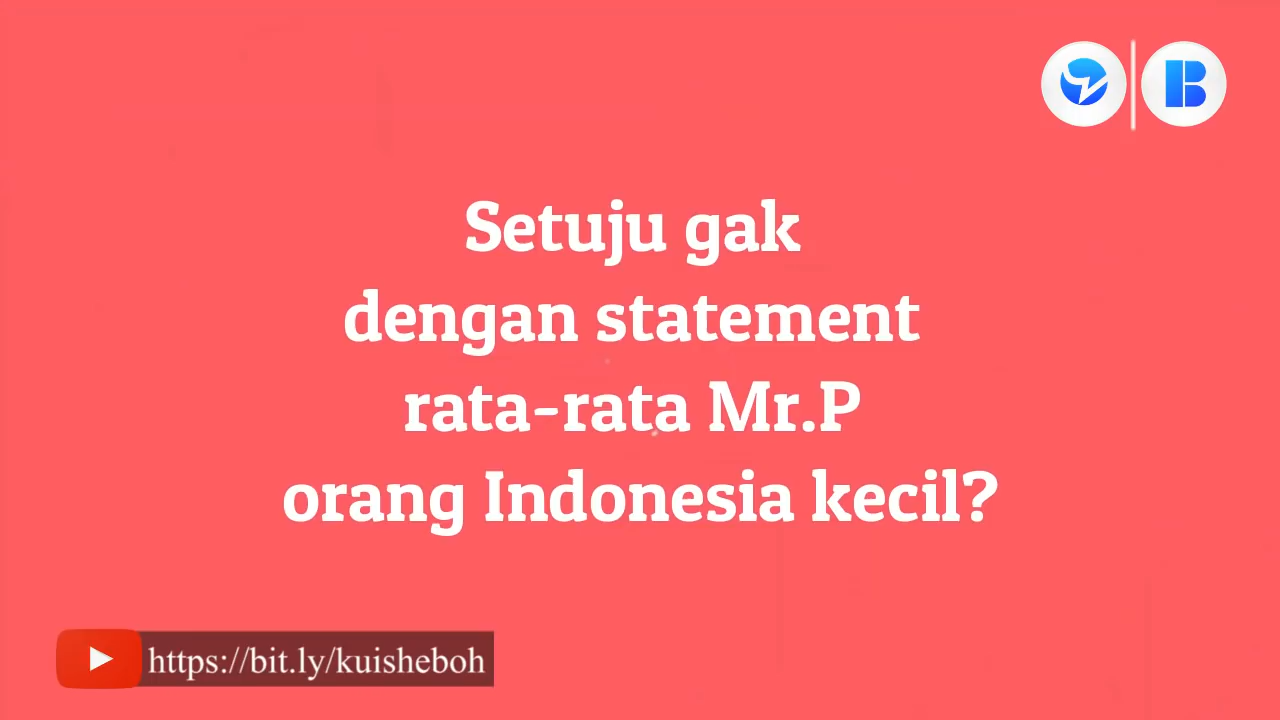 Setuju gak
dengan statement
rata-rata Mr.P
orang Indonesia kecil?
https://bit.ly/kuisheboh